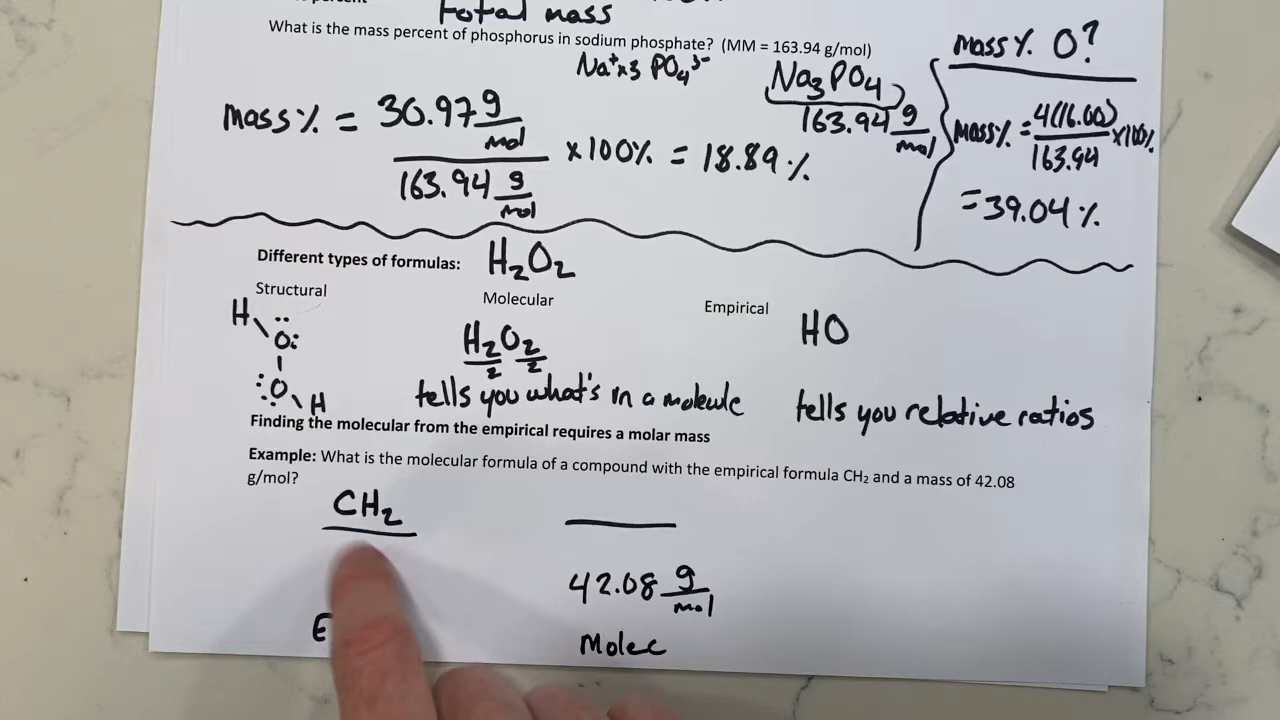 total mass
What is the mass percent of phosphorus in sodium phosphate? (MM = 163.94 g/mol)
Na⁺x3 PO₄³⁻
Na₃PO₄
163.94 g/mol
Mass % = 30.97 g/mol / 163.94 g/mol x100% = 18.89 %
Mass % O?
Mass% = 4(16.00) / 163.94 x100%
= 39.04 %
Different types of formulas: H₂O₂
Structural Molecular Empirical
H
O:
:O
H
H₂O₂
2 2
HO
tells you what's in a molecule
tells you relative ratios
Finding the molecular from the empirical requires a molar mass
Example: What is the molecular formula of a compound with the empirical formula CH₂ and a mass of 42.08
g/mol?
CH₂
42.08 g/mol
E
Molec